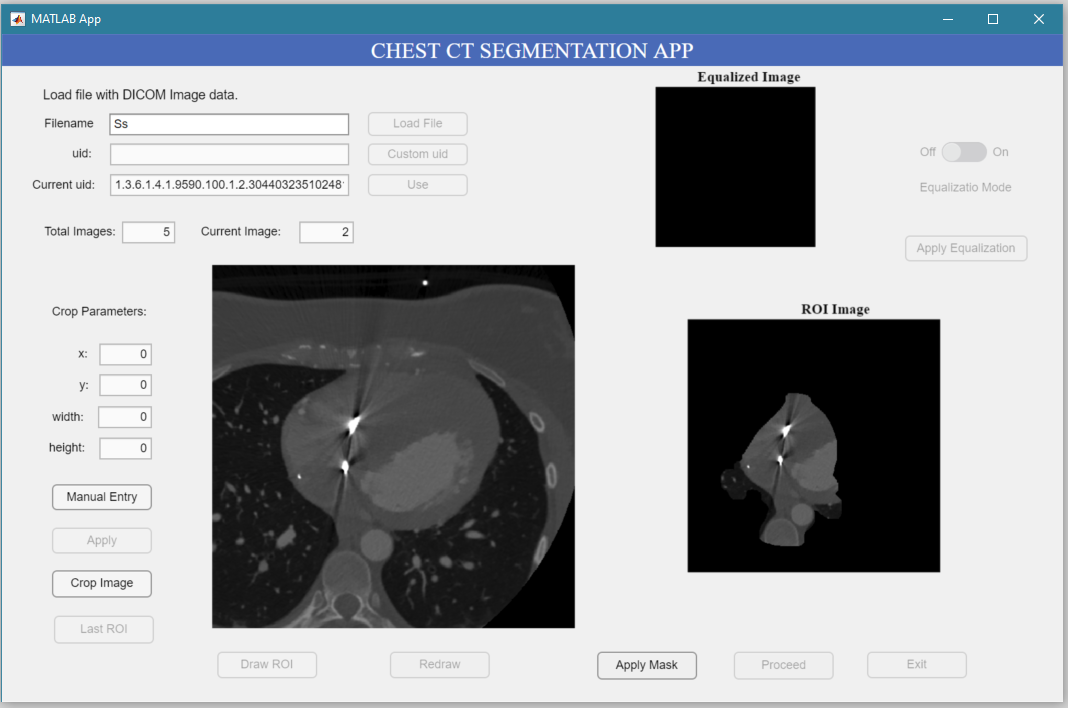 MATLAB App
CHEST CT SEGMENTATION APP
Load file with DICOM Image data.
Filename Ss Load File
uid: Custom uid
Current uid: 1.3.6.1.4.1.9590.100.1.2.30440323510248 Use
Total Images: 5 Current Image: 2
Equalized Image
Off On
Equalizatio Mode
Apply Equalization
Crop Parameters:
x: 0
y: 0
width: 0
height: 0
Manual Entry
Apply
Crop Image
Last ROI
ROI Image
Draw ROI Redraw Apply Mask Proceed Exit